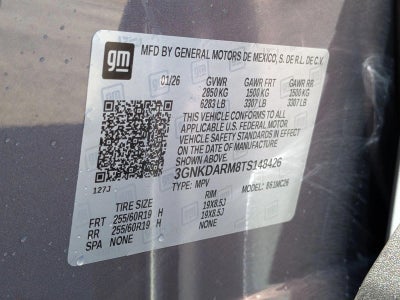 gm
MFD BY GENERAL MOTORS DE MEXICO, S. DE R.L. DE C.V.
01/26 GVWR GAWR FRT GAWR RR
2850 KG 1500 KG 1500 KG
6283 LB 3307 LB 3307 LB
THIS VEHICLE CONFORMS TO ALL
APPLICABLE U.S. FEDERAL MOTOR
VEHICLE SAFETY STANDARDS IN
EFFECT ON THE DATE OF MANUFACTURE
SHOWN ABOVE.
3GNKDARM8TS143426
127J TYPE: MPV MODEL: 861MC26
TIRE SIZE RIM
FRT 255/60R19 H 19X8.5J
RR 255/60R19 H 19X8.5J
SPA NONE NONE